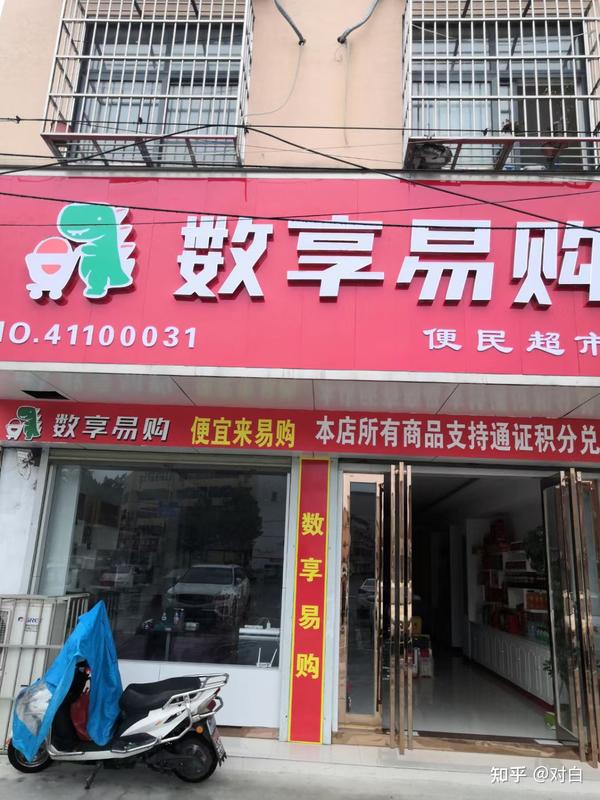 数享易购
NO.41100031
便民超市
数享易购 便宜来易购 本店所有商品支持通证积分兑
数享易购
GREE
知乎 @对白